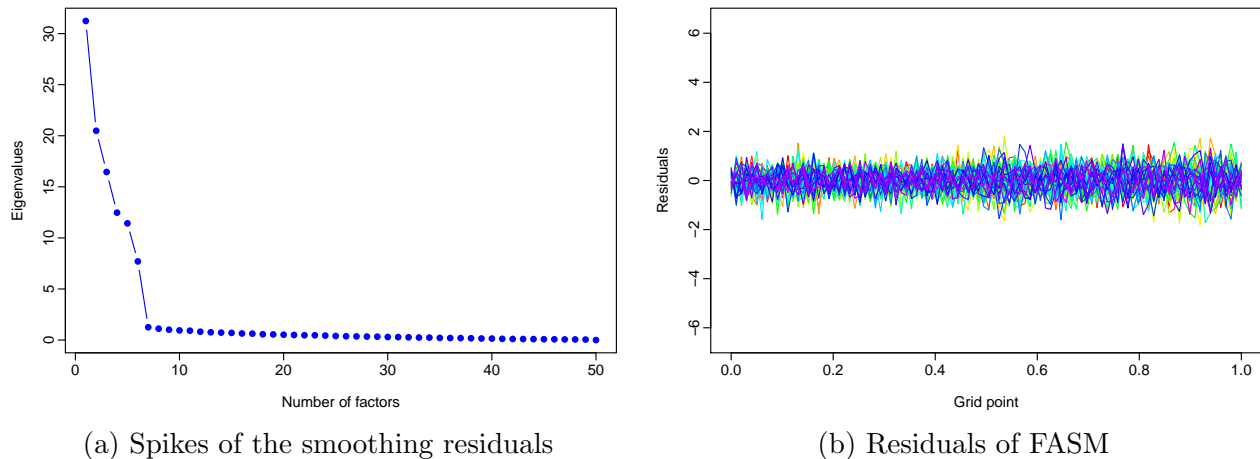 Eigenvalues
30
25
20
15
10
5
0
0 10 20 30 40 50
Number of factors
(a) Spikes of the smoothing residuals
Residuals
6
4
2
0
−2
−4
−6
0.0 0.2 0.4 0.6 0.8 1.0
Grid point
(b) Residuals of FASM